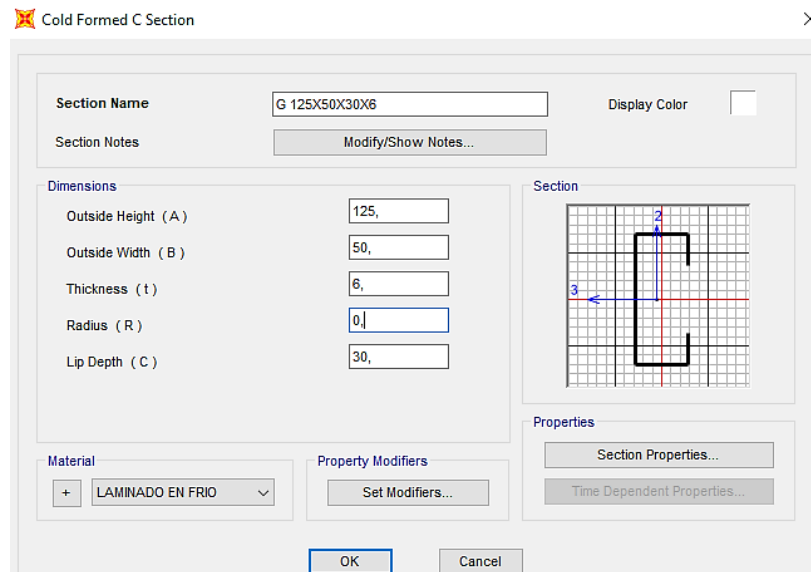 Cold Formed C Section
Section Name
G 125X50X30X6
Display Color
Section Notes
Modify/Show Notes...
Dimensions
Outside Height ( A )
125,
Outside Width ( B )
50,
Thickness ( t )
6,
Radius ( R )
0,
Lip Depth ( C )
30,
Section
2
3
Properties
Section Properties...
Time Dependent Properties...
Material
+
LAMINADO EN FRIO
Property Modifiers
Set Modifiers...
OK
Cancel